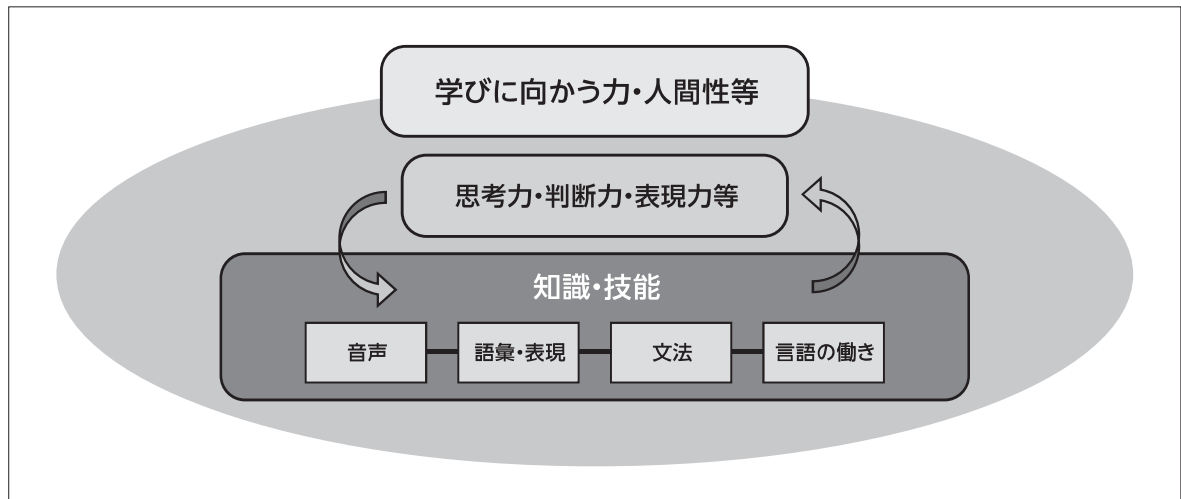 学びに向かう力・人間性等
思考力・判断力・表現力等
知識・技能
音声
語彙・表現
文法
言語の働き